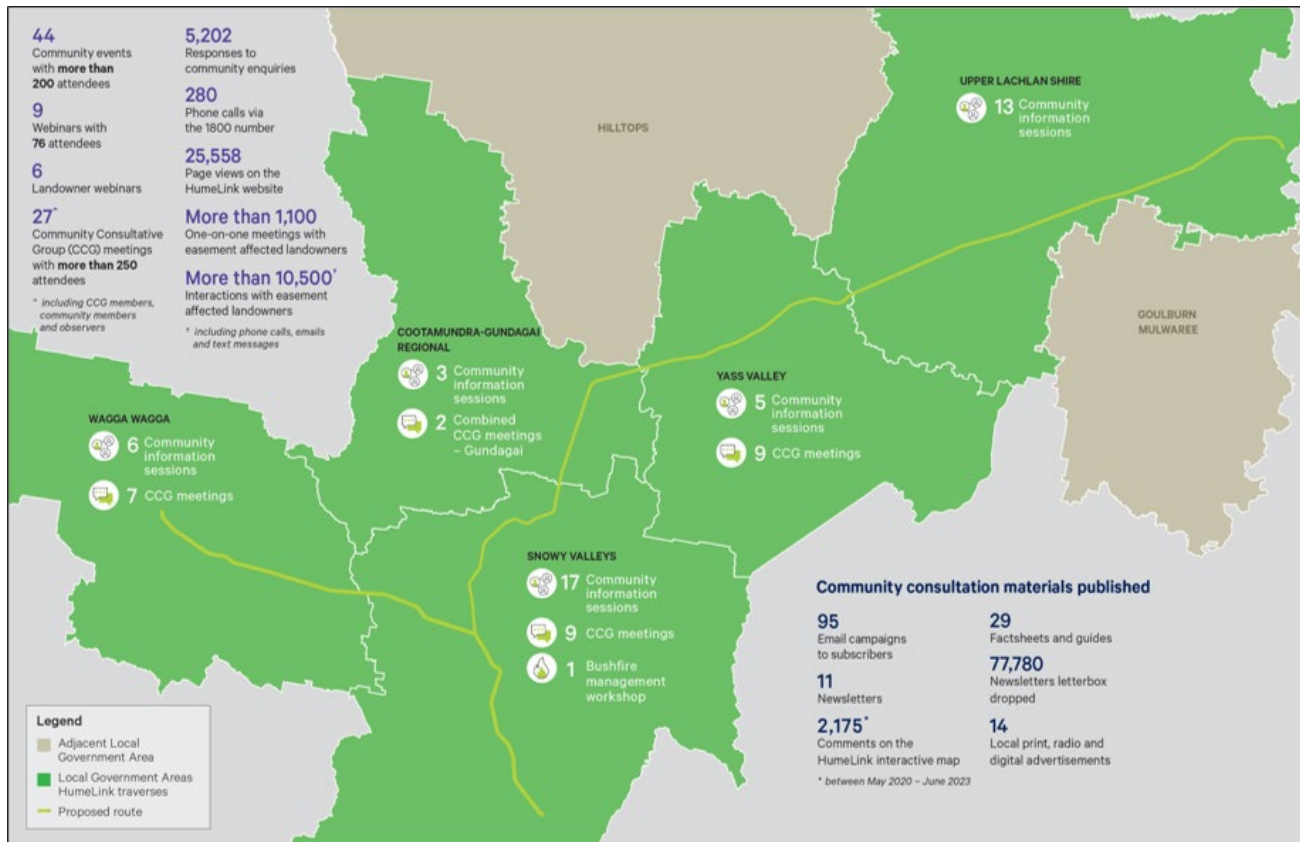 44
Community events
with more than
200 attendees
9
Webinars with
76 attendees
6
Landowner webinars
27*
Community Consultative
Group (CCG) meetings
with more than 250
attendees
* including CCG members,
community members
and observers
5,202
Responses to
community enquiries
280
Phone calls via
the 1800 number
25,558
Page views on the
HumeLink website
More than 1,100
One-on-one meetings with
easement affected landowners
More than 10,500*
Interactions with easement
affected landowners
* including phone calls, emails
and text messages
HILLTOPS
UPPER LACHLAN SHIRE
13 Community
information
sessions
GOULBURN
MULWAREE
COOTAMUNDRA-GUNDAGAI
REGIONAL
3 Community
information
sessions
2 Combined
CCG meetings
– Gundagai
YASS VALLEY
5 Community
information
sessions
9 CCG meetings
WAGGA WAGGA
6 Community
information
sessions
7 CCG meetings
SNOWY VALLEYS
17 Community
information
sessions
9 CCG meetings
1 Bushfire
management
workshop
Community consultation materials published
95
Email campaigns
to subscribers
11
Newsletters
2,175*
Comments on the
HumeLink interactive map
* between May 2020 – June 2023
29
Factsheets and guides
77,780
Newsletters letterbox
dropped
14
Local print, radio and
digital advertisements
Legend
Adjacent Local
Government Area
Local Government Areas
HumeLink traverses
Proposed route